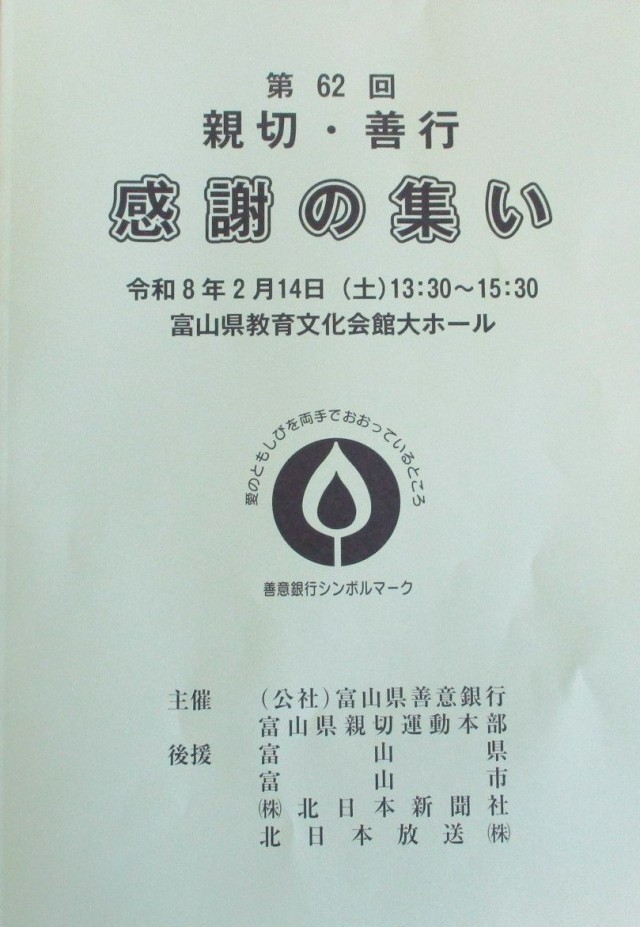 第 62 回
親切・善行
感謝の集い
令和8年2月14日（土）13:30～15:30
富山県教育文化会館大ホール
愛のともしびを両手でおおっているところ
善意銀行シンボルマーク
主催 （公社）富山県善意銀行
富山県親切運動本部
後援 富山県
富山市
㈱北日本新聞社
北日本放送㈱